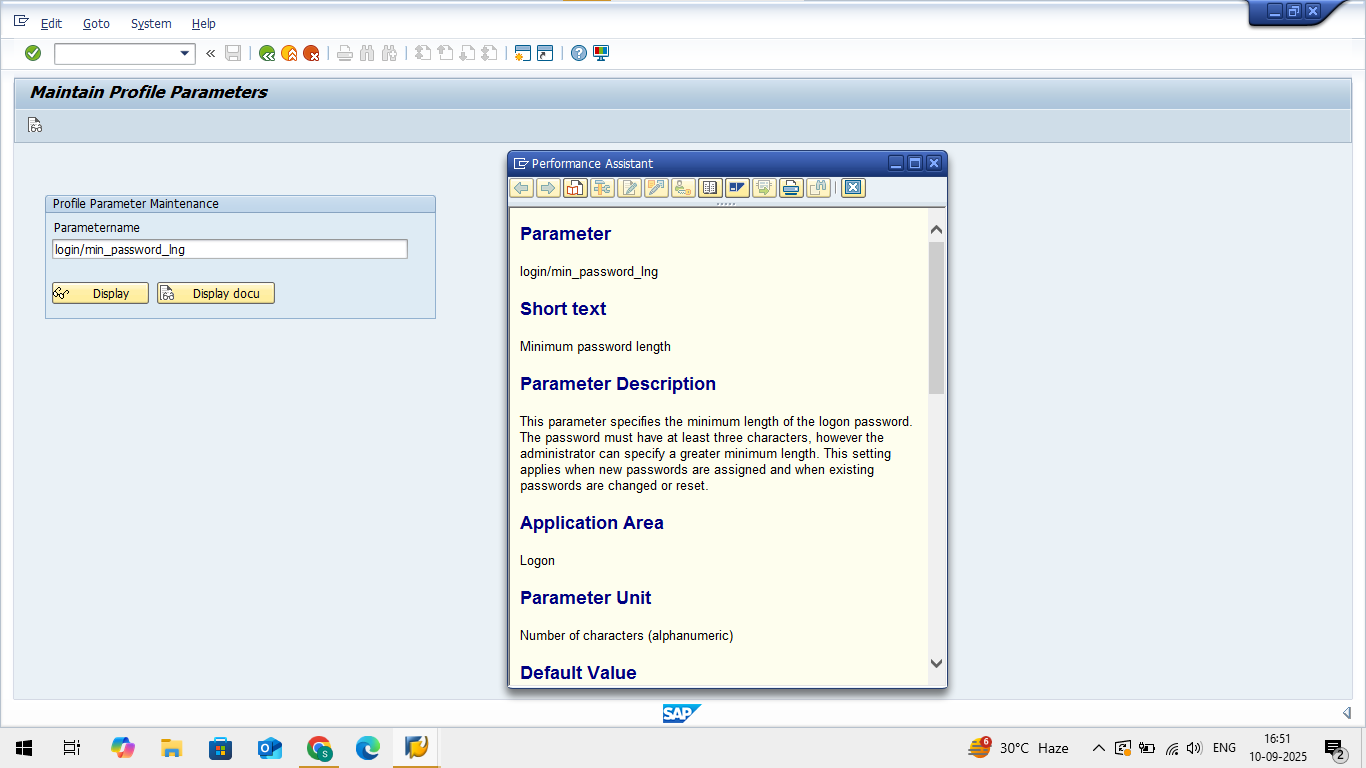 Edit Goto System Help
Maintain Profile Parameters
Profile Parameter Maintenance
Parametername
login/min_password_lng
Display Display docu
Performance Assistant
Parameter
login/min_password_lng
Short text
Minimum password length
Parameter Description
This parameter specifies the minimum length of the logon password.
The password must have at least three characters, however the
administrator can specify a greater minimum length. This setting
applies when new passwords are assigned and when existing
passwords are changed or reset.
Application Area
Logon
Parameter Unit
Number of characters (alphanumeric)
Default Value
SAP
6 30°C Haze ENG 16:51
10-09-2025 2